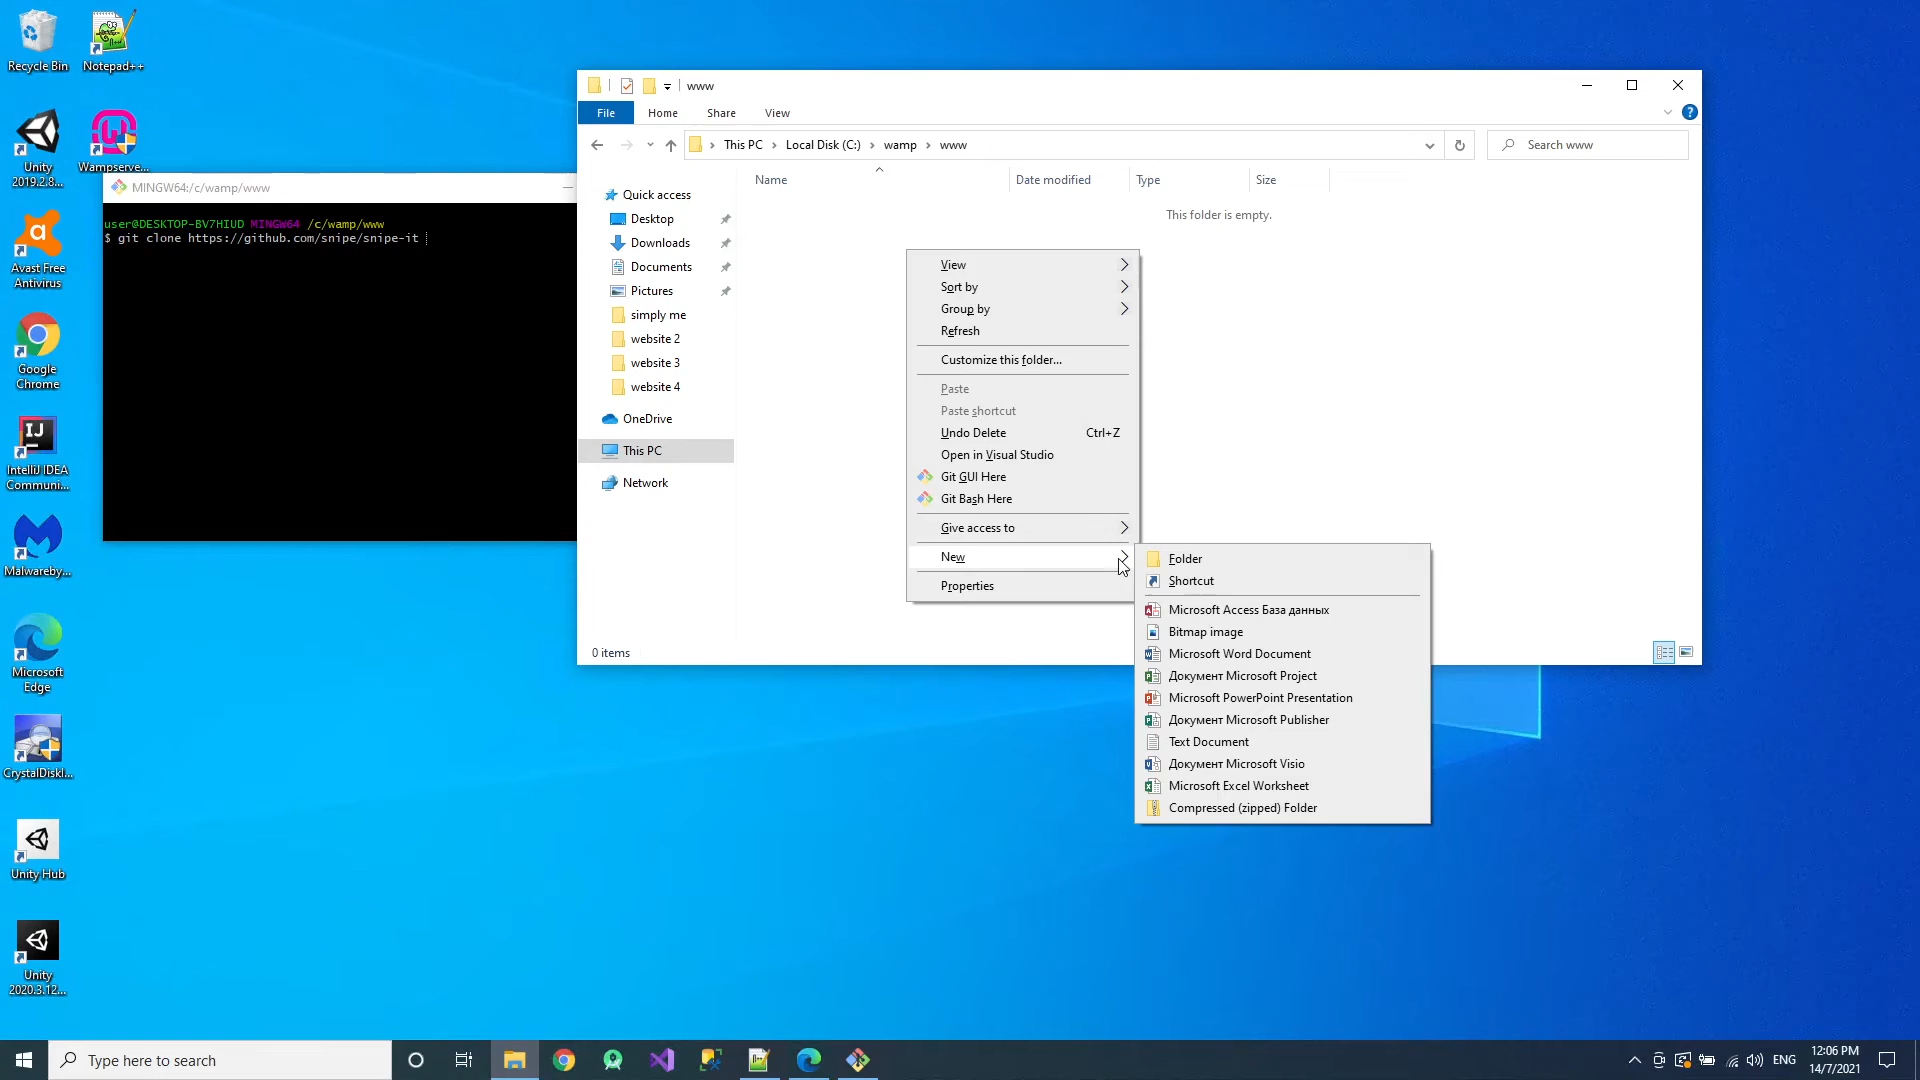 Recycle Bin
Notepad++
Unity
2019.2.8...
Wampserve...
Avast Free
Antivirus
Google
Chrome
IntelliJ IDEA
Communi...
Malwareby...
Microsoft
Edge
CrystalDiskI...
Unity Hub
Unity
2020.3.12...
MINGW64:/c/wamp/www
user@DESKTOP-BV7HIUD MINGW64 /c/wamp/www
$ git clone https://github.com/snipe/snipe-it
www
File Home Share View
This PC Local Disk (C:) wamp www
Search www
Name Date modified Type Size
This folder is empty.
Quick access
Desktop
Downloads
Documents
Pictures
simply me
website 2
website 3
website 4
OneDrive
This PC
Network
0 items
View
Sort by
Group by
Refresh
Customize this folder...
Paste
Paste shortcut
Undo Delete Ctrl+Z
Open in Visual Studio
Git GUI Here
Git Bash Here
Give access to
New
Properties
Folder
Shortcut
Microsoft Access База данных
Bitmap image
Microsoft Word Document
Документ Microsoft Project
Microsoft PowerPoint Presentation
Документ Microsoft Publisher
Text Document
Документ Microsoft Visio
Microsoft Excel Worksheet
Compressed (zipped) Folder
Type here to search
ENG
12:06 PM
14/7/2021